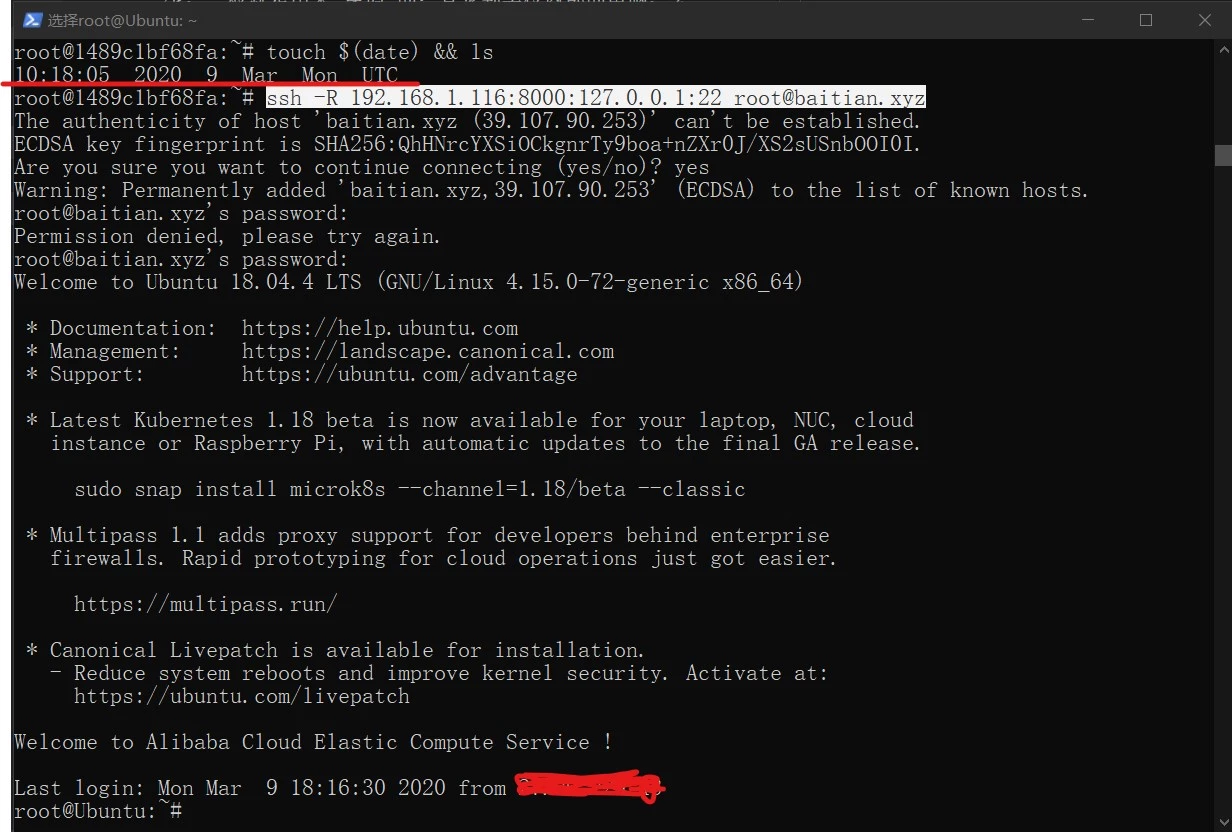 选择root@Ubuntu: ~
root@1489c1bf68fa:~# touch $(date) && ls
10:18:05  2020  9  Mar  Mon  UTC
root@1489c1bf68fa:~# ssh -R 192.168.1.116:8000:127.0.0.1:22 root@baitian.xyz
The authenticity of host 'baitian.xyz (39.107.90.253)' can't be established.
ECDSA key fingerprint is SHA256:QhHNrcYXSiOCkgnrTy9boa+nZXr0J/XS2sUSnbOOI0I.
Are you sure you want to continue connecting (yes/no)? yes
Warning: Permanently added 'baitian.xyz,39.107.90.253' (ECDSA) to the list of known hosts.
root@baitian.xyz's password:
Permission denied, please try again.
root@baitian.xyz's password:
Welcome to Ubuntu 18.04.4 LTS (GNU/Linux 4.15.0-72-generic x86_64)
* Documentation:  https://help.ubuntu.com
* Management:     https://landscape.canonical.com
* Support:        https://ubuntu.com/advantage
* Latest Kubernetes 1.18 beta is now available for your laptop, NUC, cloud
instance or Raspberry Pi, with automatic updates to the final GA release.
sudo snap install microk8s --channel=1.18/beta --classic
* Multipass 1.1 adds proxy support for developers behind enterprise
firewalls. Rapid prototyping for cloud operations just got easier.
https://multipass.run/
* Canonical Livepatch is available for installation.
- Reduce system reboots and improve kernel security. Activate at:
https://ubuntu.com/livepatch
Welcome to Alibaba Cloud Elastic Compute Service !
Last login: Mon Mar  9 18:16:30 2020 from
root@Ubuntu:~#